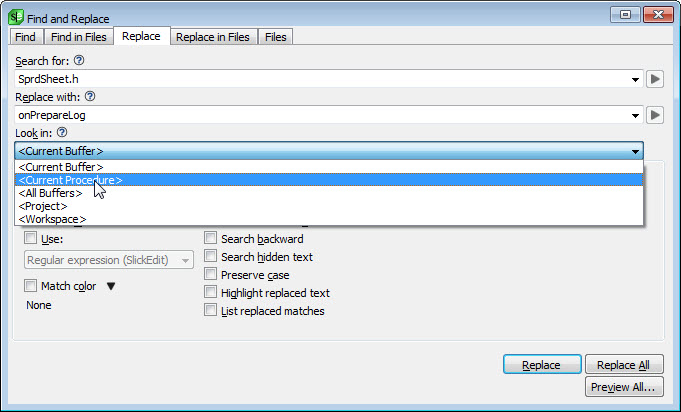 Find and Replace
Find Find in Files Replace Replace in Files Files
Search for:
SprdSheet.h
Replace with:
onPrepareLog
Look in:
<Current Buffer>
<Current Buffer>
<Current Procedure>
<All Buffers>
<Project>
<Workspace>
Use:
Search backward
Regular expression (SlickEdit)
Search hidden text
Preserve case
Match color
Highlight replaced text
None
List replaced matches
Replace
Replace All
Preview All...